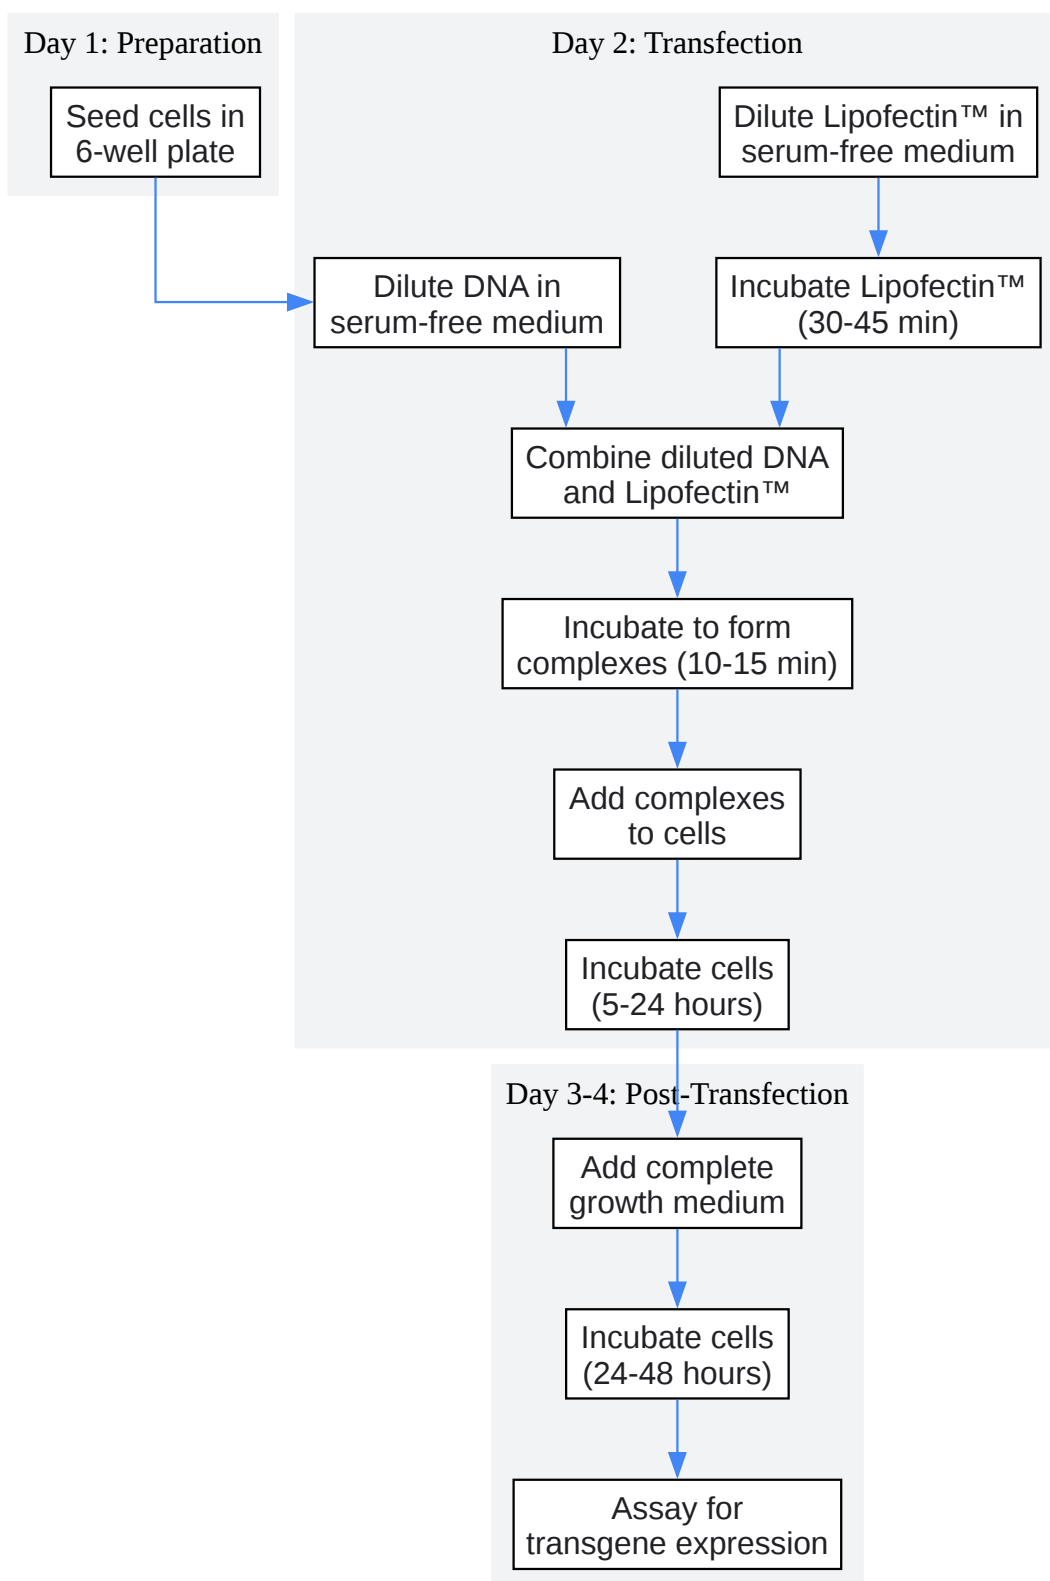 Day 1: Preparation
Seed cells in
6-well plate
Day 2: Transfection
Dilute Lipofectin™ in
serum-free medium
Dilute DNA in
serum-free medium
Incubate Lipofectin™
(30-45 min)
Combine diluted DNA
and Lipofectin™
Incubate to form
complexes (10-15 min)
Add complexes
to cells
Incubate cells
(5-24 hours)
Day 3-4: Post-Transfection
Add complete
growth medium
Incubate cells
(24-48 hours)
Assay for
transgene expression